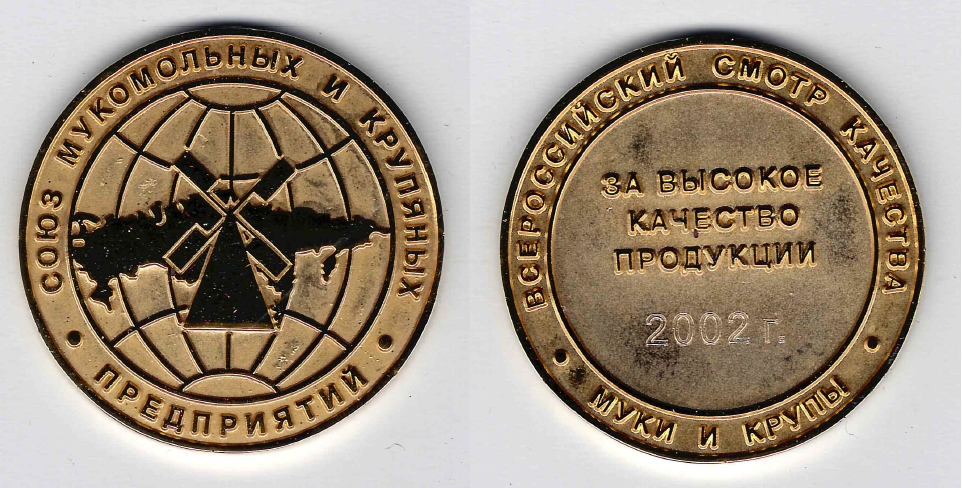 СОЮЗ МУКОМОЛЬНЫХ И КРУПЯНЫХ
• ПРЕДПРИЯТИЙ •
ВСЕРОССИЙСКИЙ СМОТР КАЧЕСТВА
• МУКИ И КРУПЫ •
ЗА ВЫСОКОЕ
КАЧЕСТВО
ПРОДУКЦИИ
2002 г.